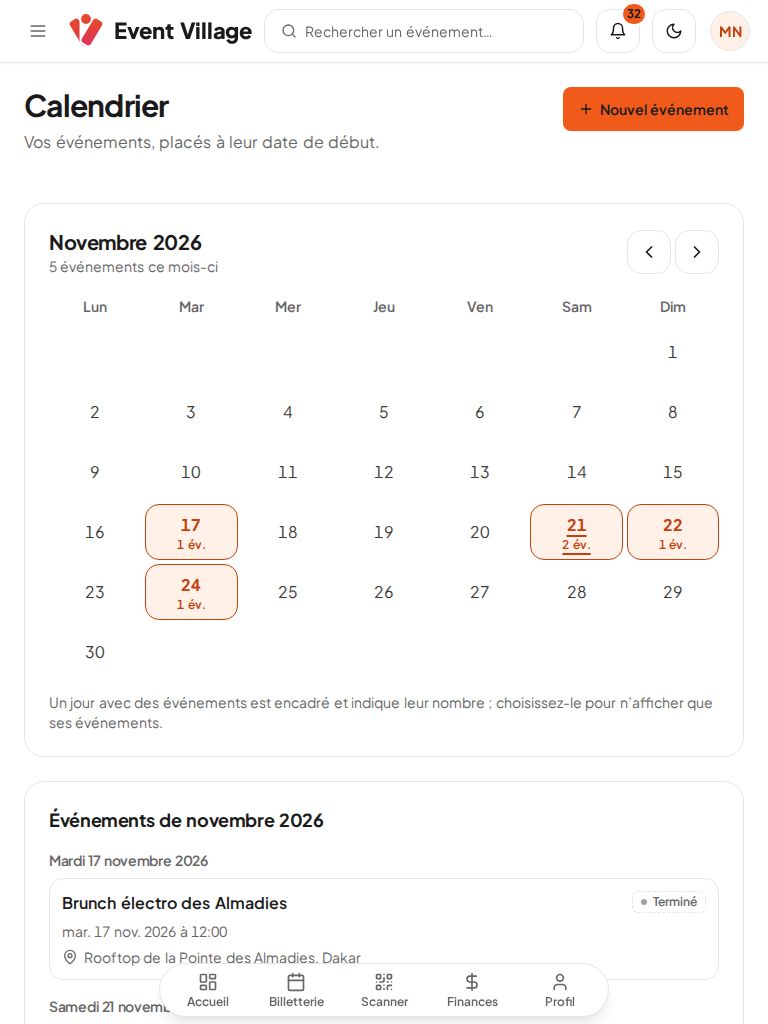 Event Village
Rechercher un événement…
32
MN
Calendrier
Nouvel événement
Vos événements, placés à leur date de début.
Novembre 2026
5 événements ce mois-ci
Lun Mar Mer Jeu Ven Sam Dim
1
2 3 4 5 6 7 8
9 10 11 12 13 14 15
16 17 18 19 20 21 22
1 év. 2 év. 1 év.
23 24 25 26 27 28 29
1 év.
30
Un jour avec des événements est encadré et indique leur nombre ; choisissez-le pour n’afficher que
ses événements.
Événements de novembre 2026
Mardi 17 novembre 2026
Brunch électro des Almadies
Terminé
mar. 17 nov. 2026 à 12:00
Rooftop de la Pointe des Almadies, Dakar
Samedi 21 novem
Accueil Billetterie Scanner Finances Profil